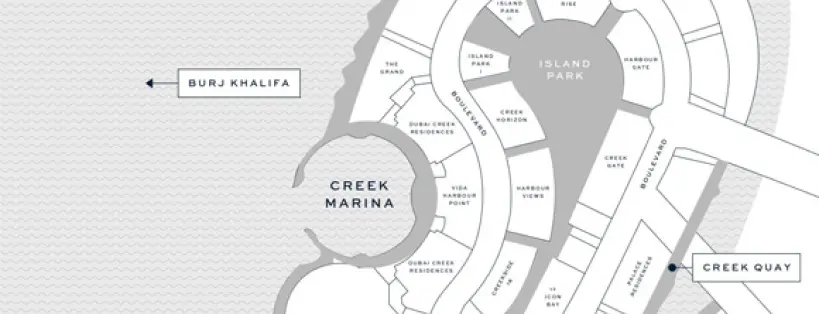 ISLAND
PARK
II
RISE
THE
GRAND
ISLAND
PARK
I
ISLAND
PARK
HARBOUR
GATE
BURJ KHALIFA
BOULEVARD
CREEK
HORIZON
DUBAI CREEK
RESIDENCES
CREEK
GATE
BOULEVARD
CREEK
MARINA
VIDA
HARBOUR
POINT
HARBOUR
VIEWS
DUBAI CREEK
RESIDENCES
CREEKSIDE
18
PALACE
RESIDENCES
CREEK QUAY
17
ICON
BAY